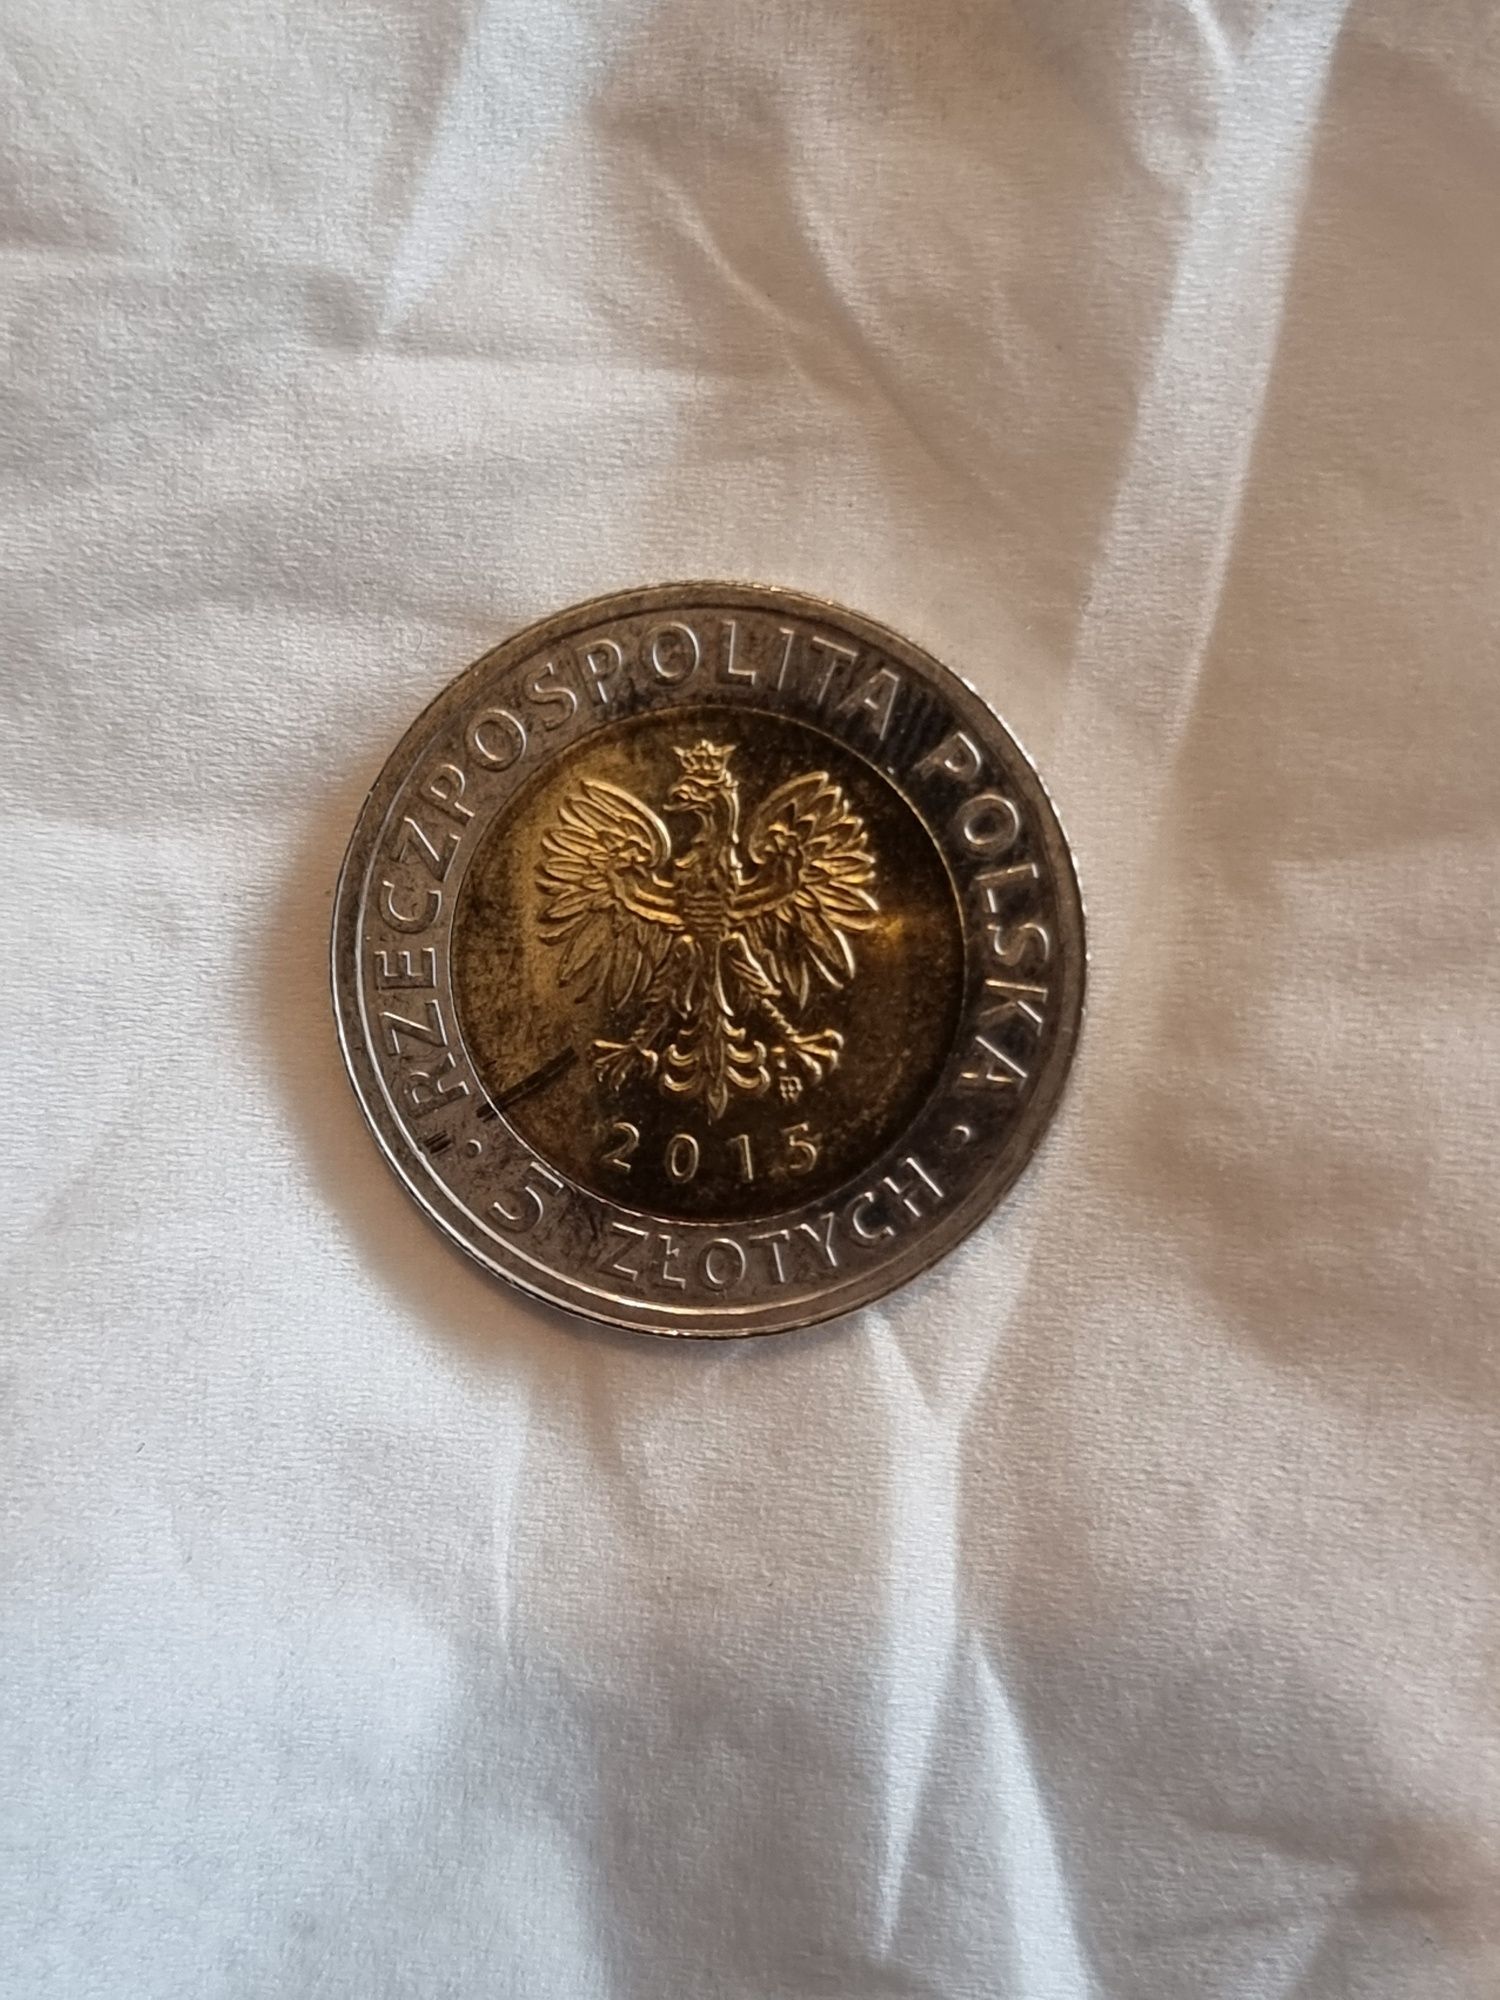 RZECZPOSPOLITA POLSKA
2015
· 5 ZŁOTYCH ·